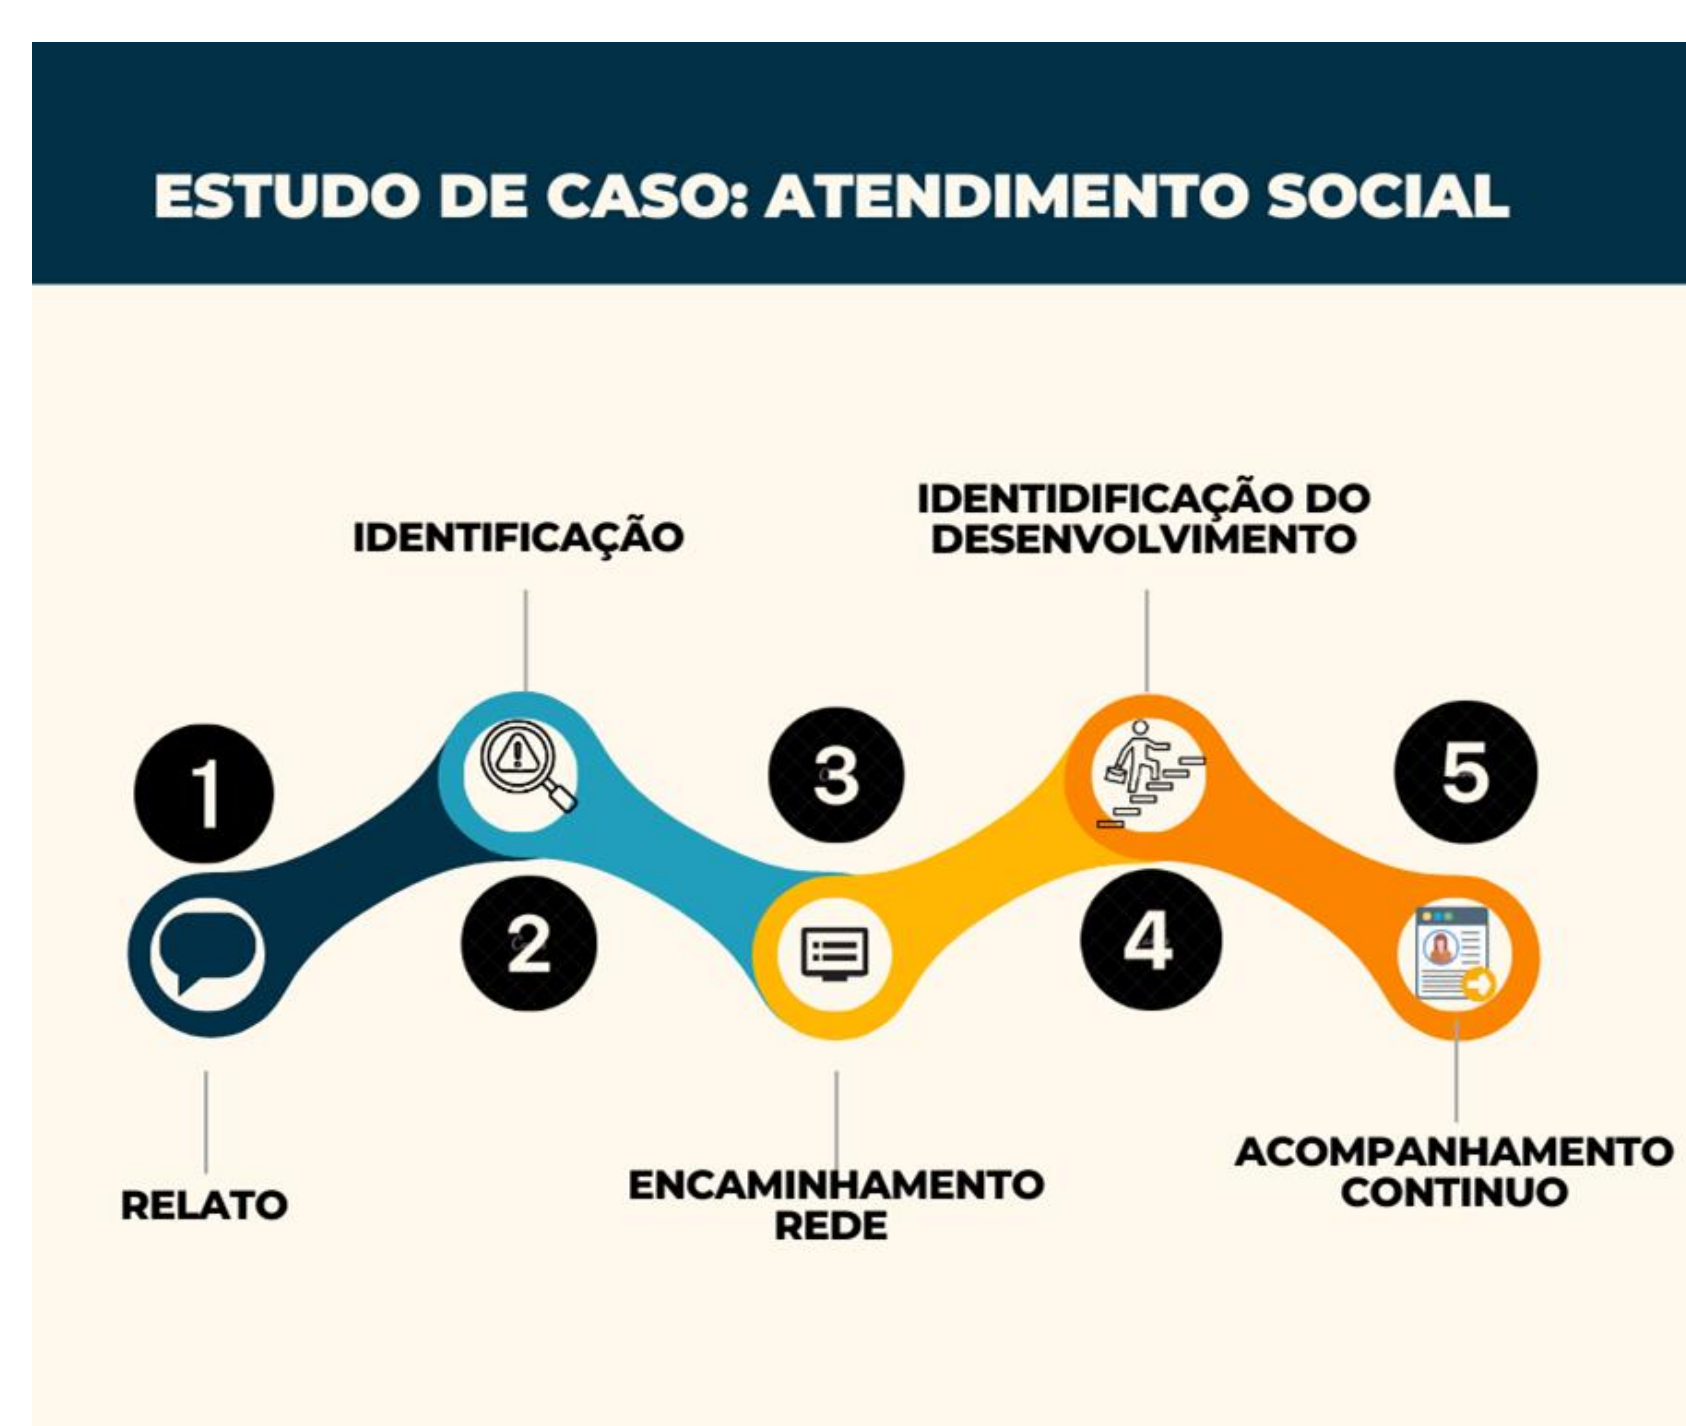 ESTUDO DE CASO: ATENDIMENTO SOCIAL
1
RELATO
IDENTIFICAÇÃO
2
3
ENCAMINHAMENTO
REDE
IDENTIDIFICAÇÃO DO
DESENVOLVIMENTO
4
5
ACOMPANHAMENTO
CONTINUO